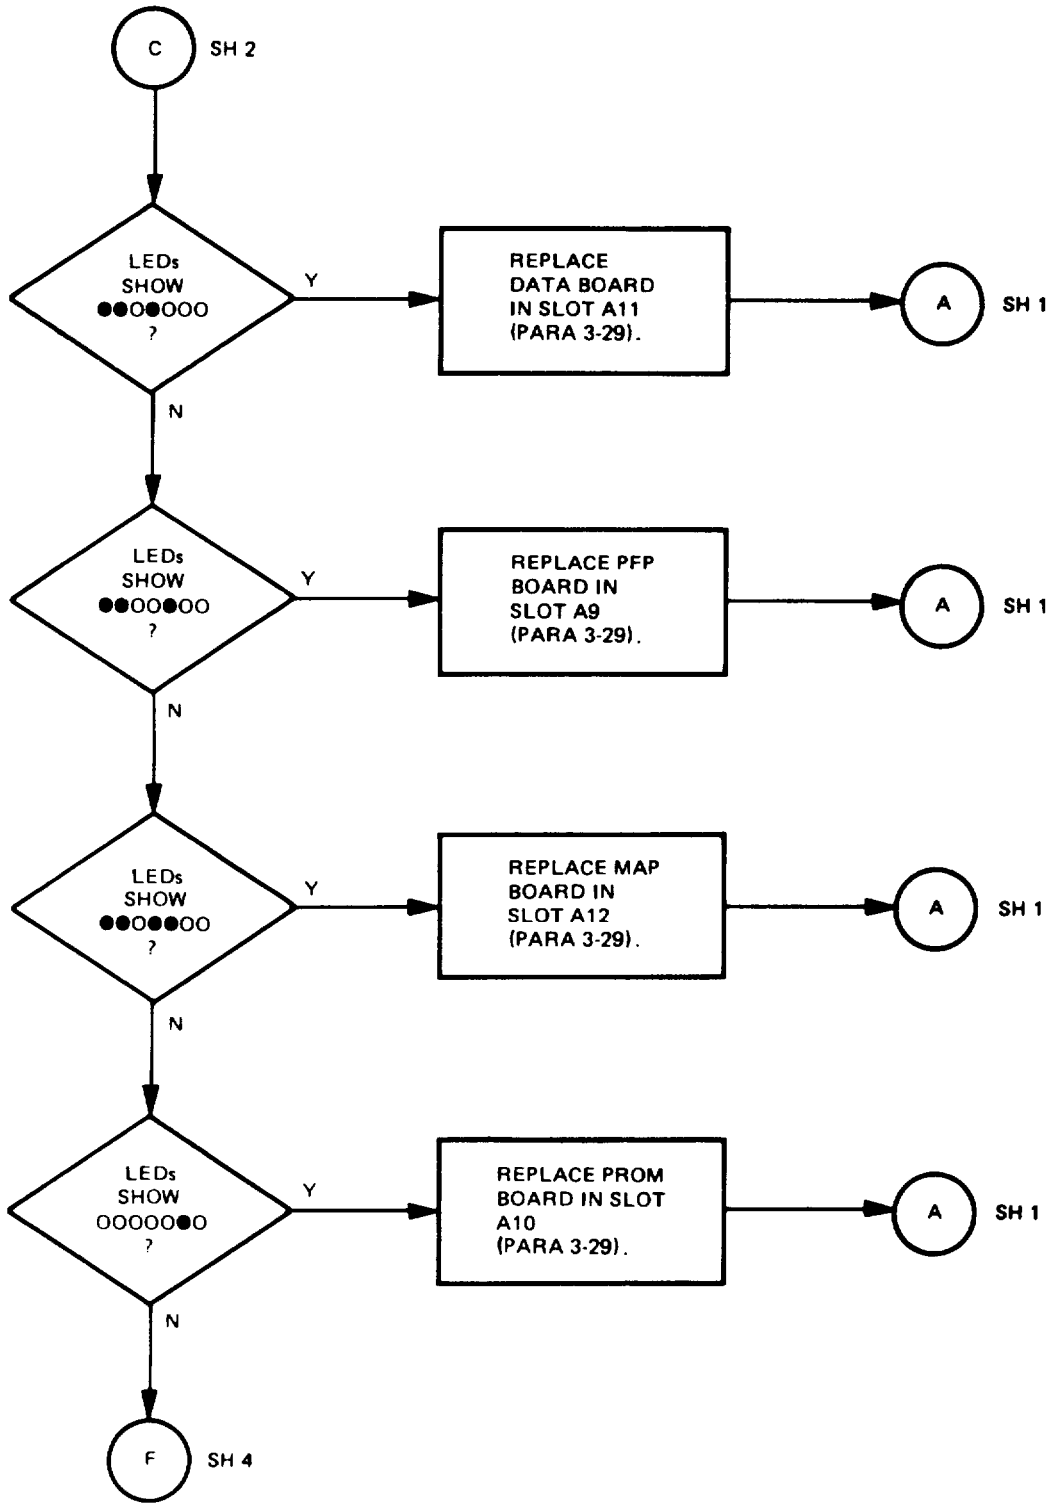 C SH 2
LEDs
SHOW
●●O●OOO
?
Y
REPLACE
DATA BOARD
IN SLOT A11
(PARA 3-29).
A SH 1
N
LEDs
SHOW
●●OO●OO
?
Y
REPLACE PFP
BOARD IN
SLOT A9
(PARA 3-29).
A SH 1
N
LEDs
SHOW
●●O●●OO
?
Y
REPLACE MAP
BOARD IN
SLOT A12
(PARA 3-29).
A SH 1
N
LEDs
SHOW
OOOOO●O
?
Y
REPLACE PROM
BOARD IN SLOT
A10
(PARA 3-29).
A SH 1
N
F SH 4